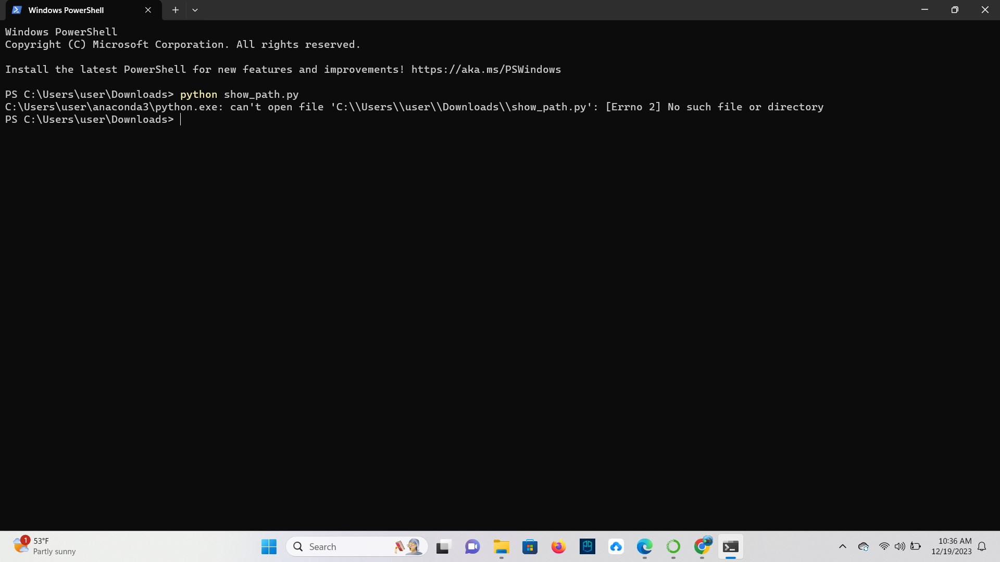 Windows PowerShell
Windows PowerShell
Copyright (C) Microsoft Corporation. All rights reserved.
Install the latest PowerShell for new features and improvements! https://aka.ms/PSWindows
PS C:\Users\user\Downloads> python show_path.py
C:\Users\user\anaconda3\python.exe: can't open file 'C:\\Users\\user\\Downloads\\show_path.py': [Errno 2] No such file or directory
PS C:\Users\user\Downloads>
1
53°F
Partly sunny
Search
10:36 AM
12/19/2023